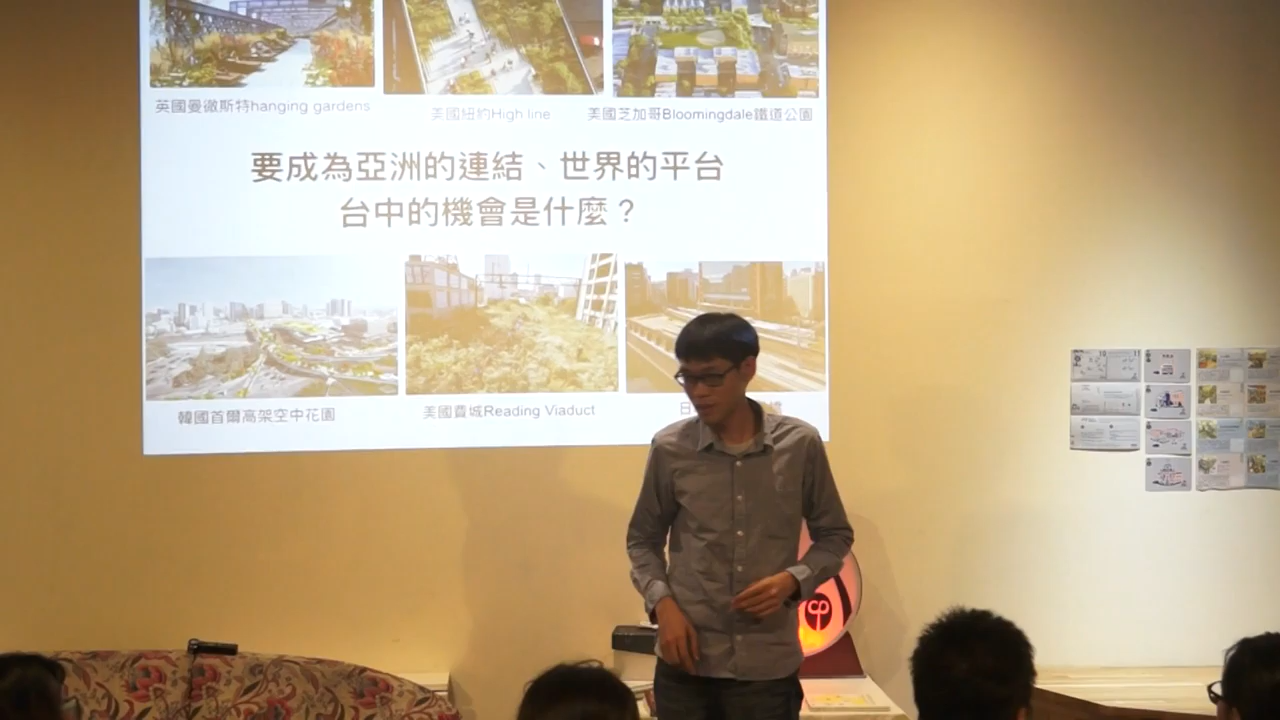 英國曼徹斯特hanging gardens
美國紐約High line
美國芝加哥Bloomingdale鐵道公園
要成為亞洲的連結、世界的平台
台中的機會是什麼？
韓國首爾高架空中花園
美國費城Reading Viaduct
日
cp